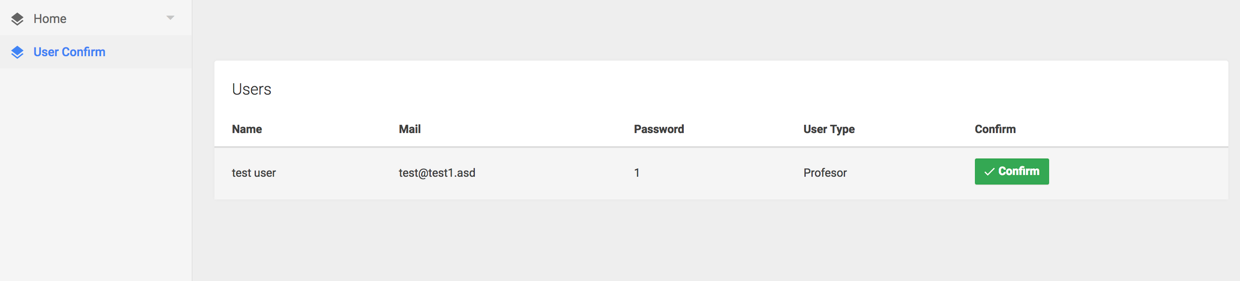 Home
User Confirm
Users
Name Mail Password User Type Confirm
test user test@test1.asd 1 Profesor Confirm